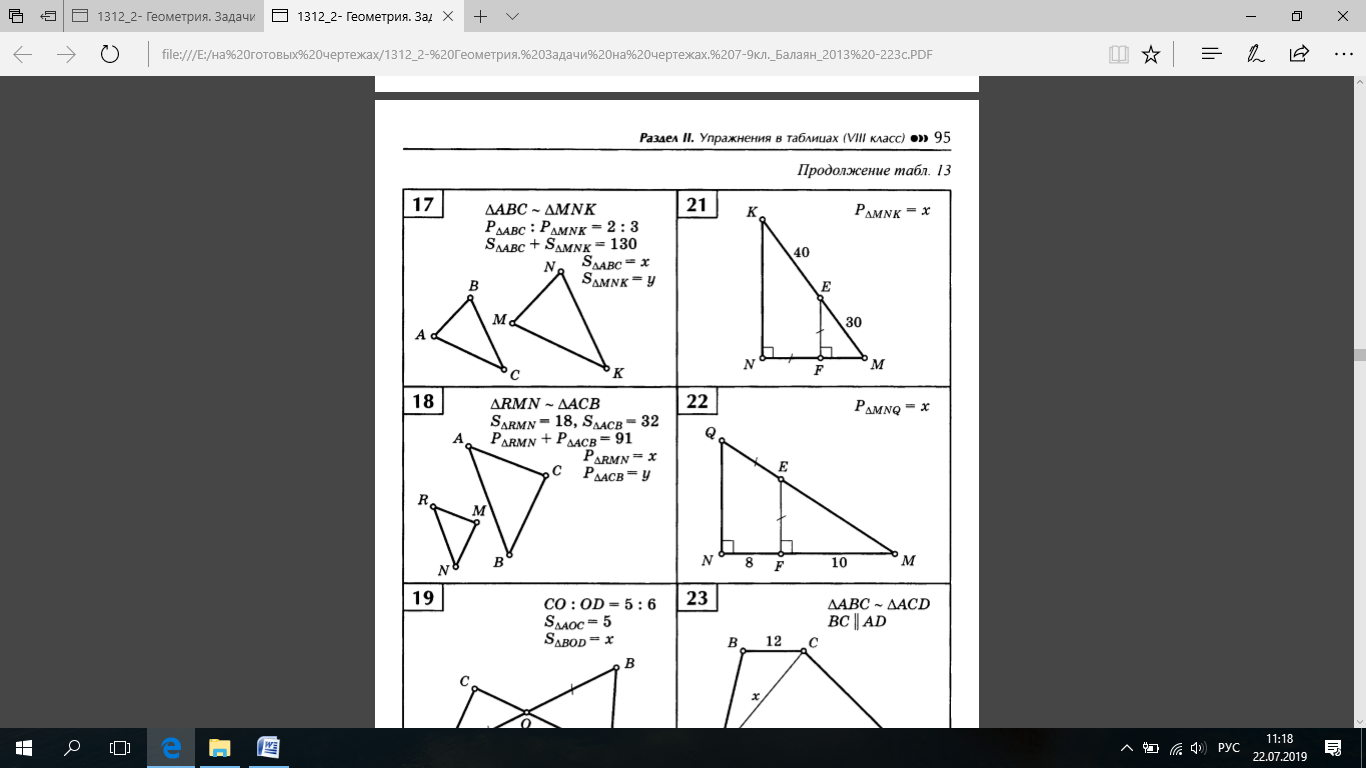 1312_2- Геометрия. Задачи
1312_2- Геометрия. Зад
file:///E:/на%20готовых%20чертежах/1312_2-%20Геометрия.%20Задачи%20на%20чертежах.%207-9кл._Балаян_2013%20-223с.PDF
Раздел II. Упражнения в таблицах (VIII класс) 95
Продолжение табл. 13
17
ΔABC ~ ΔMNK
PΔABC : PΔMNK = 2 : 3
SΔABC + SΔMNK = 130
SΔABC = x
SΔMNK = y
N
B
M
A
C
K
21
PΔMNK = x
K
40
E
30
N
F
M
18
ΔRMN ~ ΔACB
SΔRMN = 18, SΔACB = 32
PΔRMN + PΔACB = 91
PΔRMN = x
PΔACB = y
A
C
R
M
N
B
22
PΔMNQ = x
Q
E
N
8
F
10
M
19
CO : OD = 5 : 6
SΔAOC = 5
SΔBOD = x
B
C
O
23
ΔABC ~ ΔACD
BC || AD
B
12
C
x
РУС
11:18
22.07.2019